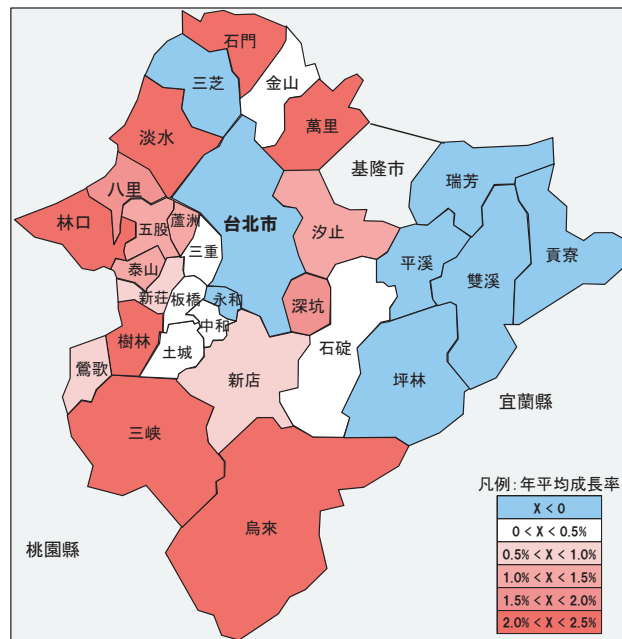 石門
三芝
金山
萬里
淡水
基隆市
瑞芳
八里
林口
蘆洲
五股
台北市
汐止
三重
平溪
貢寮
雙溪
泰山
新莊
板橋
永和
深坑
中和
石碇
樹林
土城
鶯歌
新店
坪林
宜蘭縣
三峽
烏來
桃園縣
凡例:年平均成長率
X < 0
0 < X < 0.5%
0.5% < X < 1.0%
1.0% < X < 1.5%
1.5% < X < 2.0%
2.0% < X < 2.5%